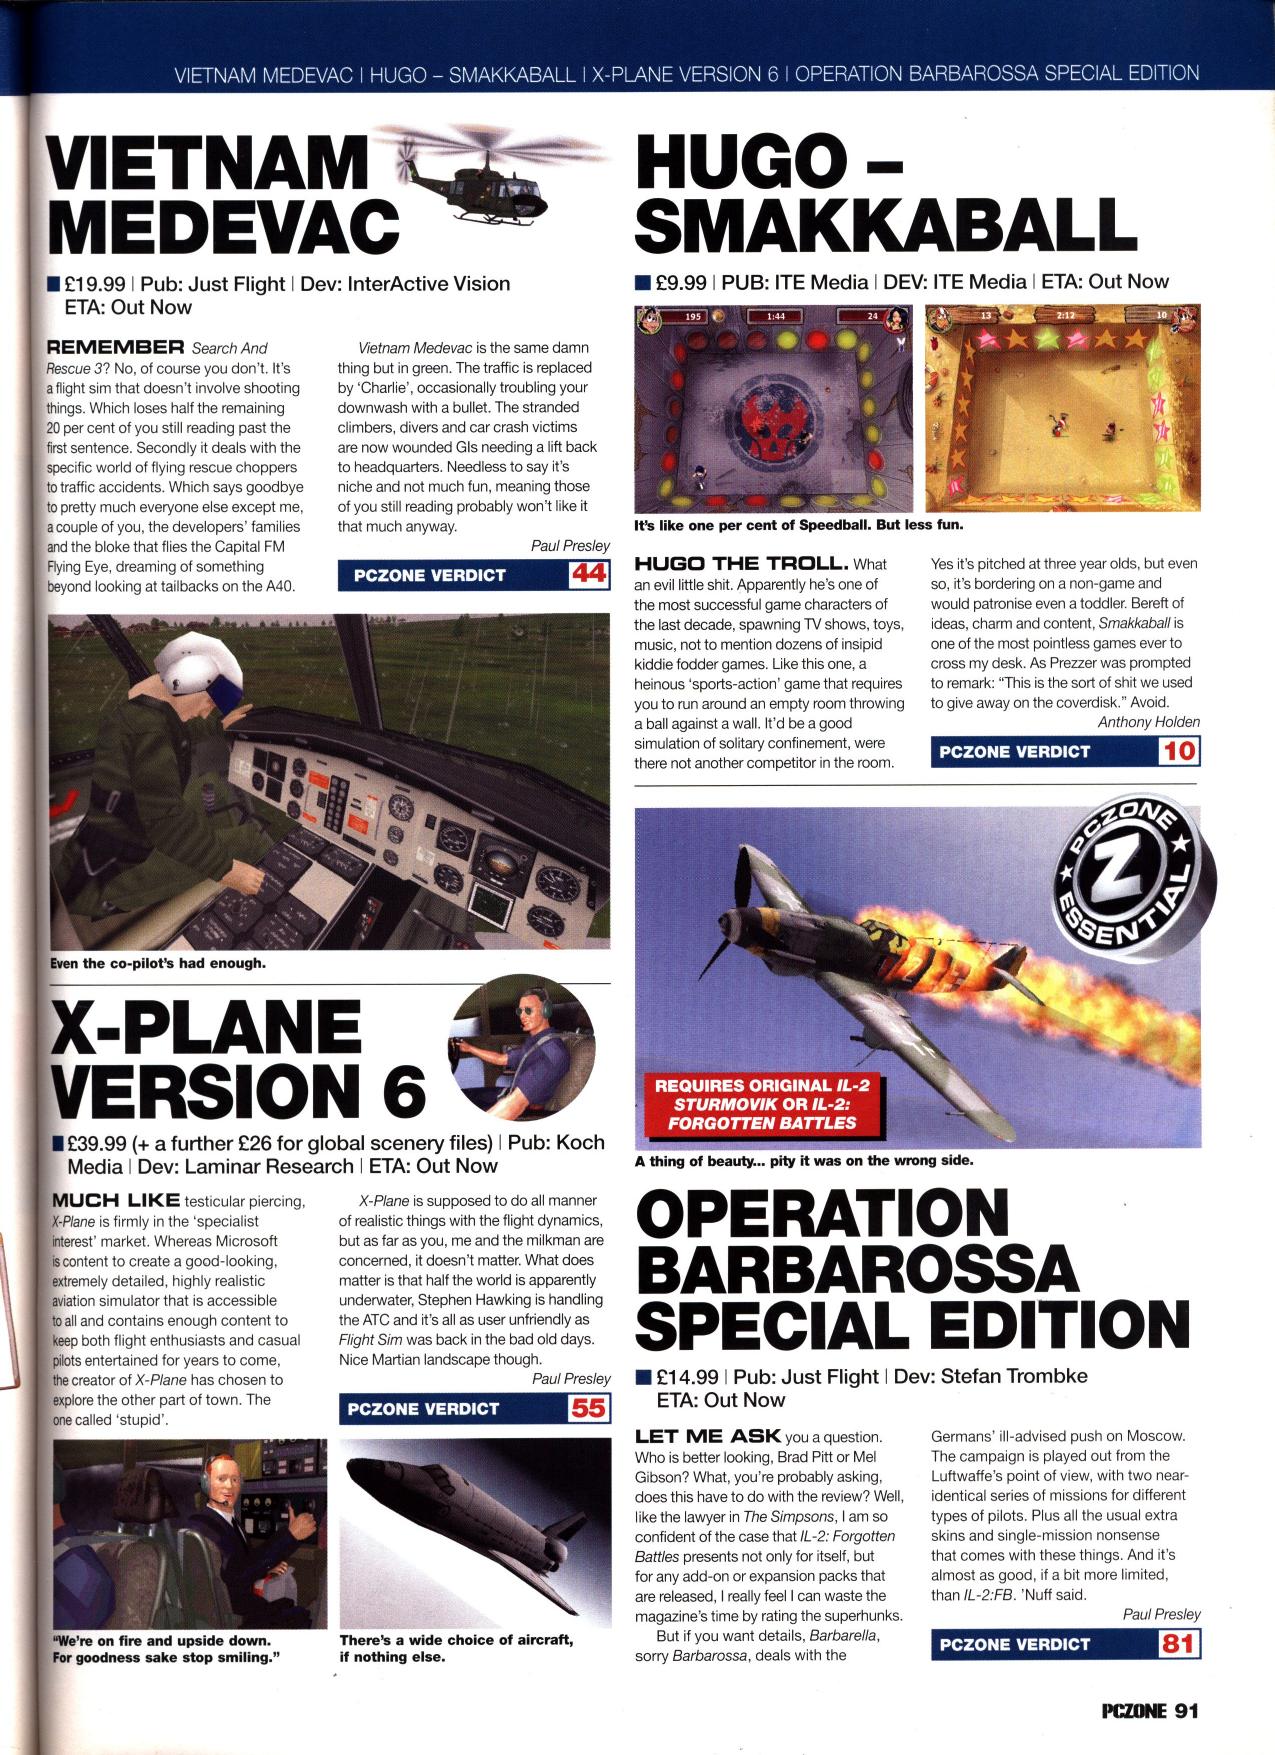 VIETNAM MEDEVAC | HUGO – SMAKKABALL | X-PLANE VERSION 6 | OPERATION BARBAROSSA SPECIAL EDITION
VIETNAM
MEDEVAC
£19.99 | Pub: Just Flight | Dev: InterActive Vision
ETA: Out Now
REMEMBER Search And
Rescue 3? No, of course you don't. It's
a flight sim that doesn't involve shooting
things. Which loses half the remaining
20 per cent of you still reading past the
first sentence. Secondly it deals with the
specific world of flying rescue choppers
to traffic accidents. Which says goodbye
to pretty much everyone else except me,
a couple of you, the developers' families
and the bloke that flies the Capital FM
Flying Eye, dreaming of something
beyond looking at tailbacks on the A40.
Vietnam Medevac is the same damn
thing but in green. The traffic is replaced
by 'Charlie', occasionally troubling your
downwash with a bullet. The stranded
climbers, divers and car crash victims
are now wounded GIs needing a lift back
to headquarters. Needless to say it's
niche and not much fun, meaning those
of you still reading probably won't like it
that much anyway.
Paul Presley
PCZONE VERDICT 44
Even the co-pilot's had enough.
X-PLANE
VERSION 6
£39.99 (+ a further £26 for global scenery files) | Pub: Koch
Media | Dev: Laminar Research | ETA: Out Now
MUCH LIKE testicular piercing,
X-Plane is firmly in the 'specialist
interest' market. Whereas Microsoft
is content to create a good-looking,
extremely detailed, highly realistic
aviation simulator that is accessible
to all and contains enough content to
keep both flight enthusiasts and casual
pilots entertained for years to come,
the creator of X-Plane has chosen to
explore the other part of town. The
one called 'stupid'.
X-Plane is supposed to do all manner
of realistic things with the flight dynamics,
but as far as you, me and the milkman are
concerned, it doesn't matter. What does
matter is that half the world is apparently
underwater, Stephen Hawking is handling
the ATC and it's all as user unfriendly as
Flight Sim was back in the bad old days.
Nice Martian landscape though.
Paul Presley
PCZONE VERDICT 55
"We're on fire and upside down.
For goodness sake stop smiling."
There's a wide choice of aircraft,
if nothing else.
HUGO –
SMAKKABALL
£9.99 | PUB: ITE Media | DEV: ITE Media | ETA: Out Now
195 1:44 24
13 2:12 10
It's like one per cent of Speedball. But less fun.
HUGO THE TROLL. What
an evil little shit. Apparently he's one of
the most successful game characters of
the last decade, spawning TV shows, toys,
music, not to mention dozens of insipid
kiddie fodder games. Like this one, a
heinous 'sports-action' game that requires
you to run around an empty room throwing
a ball against a wall. It'd be a good
simulation of solitary confinement, were
there not another competitor in the room.
Yes it's pitched at three year olds, but even
so, it's bordering on a non-game and
would patronise even a toddler. Bereft of
ideas, charm and content, Smakkaball is
one of the most pointless games ever to
cross my desk. As Prezzer was prompted
to remark: "This is the sort of shit we used
to give away on the coverdisk." Avoid.
Anthony Holden
PCZONE VERDICT 10
PCZONE
Z
ESSENTIAL
REQUIRES ORIGINAL IL-2
STURMOVIK OR IL-2:
FORGOTTEN BATTLES
A thing of beauty... pity it was on the wrong side.
OPERATION
BARBAROSSA
SPECIAL EDITION
£14.99 | Pub: Just Flight | Dev: Stefan Trombke
ETA: Out Now
LET ME ASK you a question.
Who is better looking, Brad Pitt or Mel
Gibson? What, you're probably asking,
does this have to do with the review? Well,
like the lawyer in The Simpsons, I am so
confident of the case that IL-2: Forgotten
Battles presents not only for itself, but
for any add-on or expansion packs that
are released, I really feel I can waste the
magazine's time by rating the superhunks.
But if you want details, Barbarella,
sorry Barbarossa, deals with the
Germans' ill-advised push on Moscow.
The campaign is played out from the
Luftwaffe's point of view, with two near-
identical series of missions for different
types of pilots. Plus all the usual extra
skins and single-mission nonsense
that comes with these things. And it's
almost as good, if a bit more limited,
than IL-2:FB. 'Nuff said.
Paul Presley
PCZONE VERDICT 81
PCZONE 91